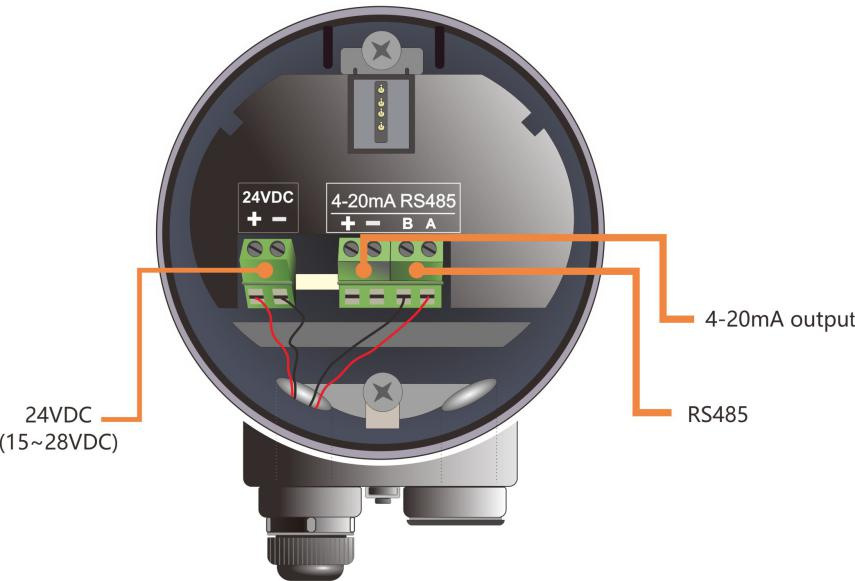 24VDC
+ −
4-20mA RS485
+ − B A
4-20mA output
24VDC
(15~28VDC)
RS485